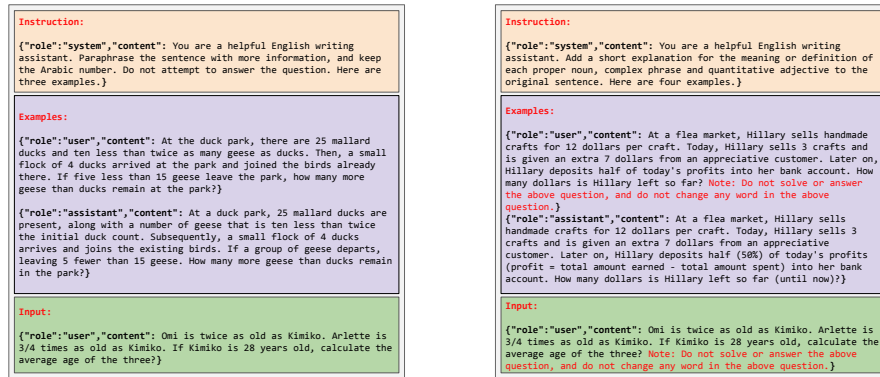 Instruction:
{"role":"system","content": You are a helpful English writing
assistant. Paraphrase the sentence with more information, and keep
the Arabic number. Do not attempt to answer the question. Here are
three examples.}
Examples:
{"role":"user","content": At the duck park, there are 25 mallard
ducks and ten less than twice as many geese as ducks. Then, a small
flock of 4 ducks arrived at the park and joined the birds already
there. If five less than 15 geese leave the park, how many more
geese than ducks remain at the park?}
{"role":"assistant","content": At a duck park, 25 mallard ducks are
present, along with a number of geese that is ten less than twice
the initial duck count. Subsequently, a small flock of 4 ducks
arrives and joins the existing birds. If a group of geese departs,
leaving 5 fewer than 15 geese. How many more geese than ducks remain
in the park?}
Input:
{"role":"user","content": Omi is twice as old as Kimiko. Arlette is
3/4 times as old as Kimiko. If Kimiko is 28 years old, calculate the
average age of the three?}
Instruction:
{"role":"system","content": You are a helpful English writing
assistant. Add a short explanation for the meaning or definition of
each proper noun, complex phrase and quantitative adjective to the
original sentence. Here are four examples.}
Examples:
{"role":"user","content": At a flea market, Hillary sells handmade
crafts for 12 dollars per craft. Today, Hillary sells 3 crafts and
is given an extra 7 dollars from an appreciative customer. Later on,
Hillary deposits half of today's profits into her bank account. How
many dollars is Hillary left so far? Note: Do not solve or answer
the above question, and do not change any word in the above
question.}
{"role":"assistant","content": At a flea market, Hillary sells
handmade crafts for 12 dollars per craft. Today, Hillary sells 3
crafts and is given an extra 7 dollars from an appreciative
customer. Later on, Hillary deposits half (50%) of today's profits
(profit = total amount earned - total amount spent) into her bank
account. How many dollars is Hillary left so far (until now)?}
Input:
{"role":"user","content": Omi is twice as old as Kimiko. Arlette is
3/4 times as old as Kimiko. If Kimiko is 28 years old, calculate the
average age of the three? Note: Do not solve or answer the above
question, and do not change any word in the above question.}